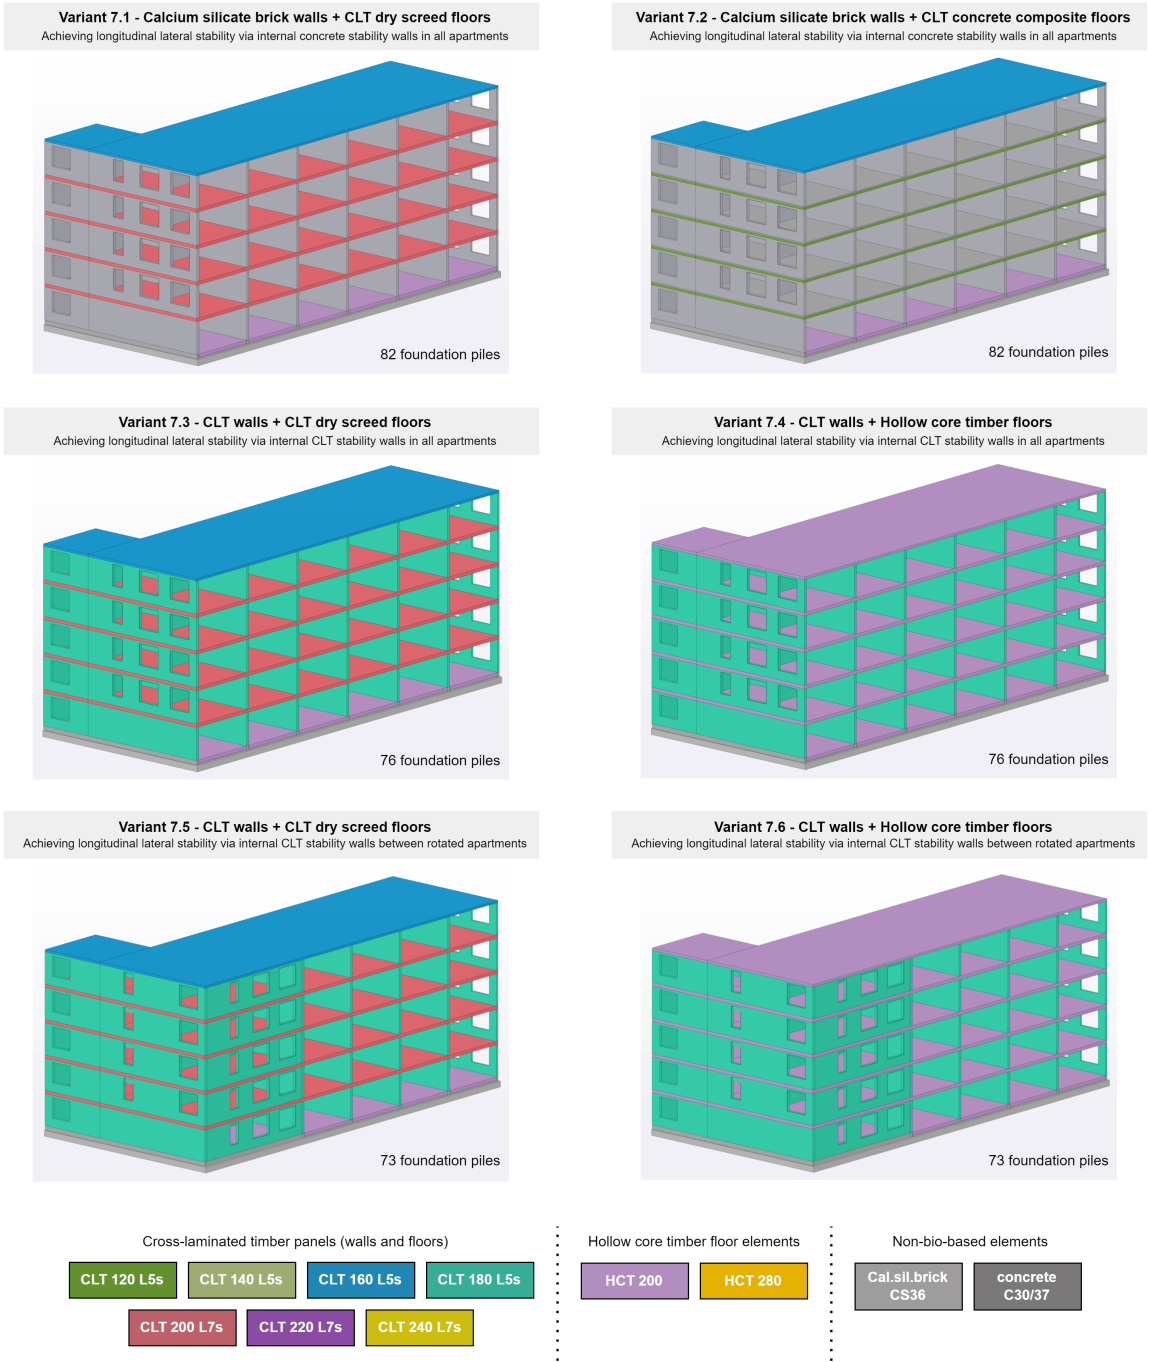 Variant 7.1 - Calcium silicate brick walls + CLT dry screed floors
Achieving longitudinal lateral stability via internal concrete stability walls in all apartments
82 foundation piles
Variant 7.2 - Calcium silicate brick walls + CLT concrete composite floors
Achieving longitudinal lateral stability via internal concrete stability walls in all apartments
82 foundation piles
Variant 7.3 - CLT walls + CLT dry screed floors
Achieving longitudinal lateral stability via internal CLT stability walls in all apartments
76 foundation piles
Variant 7.4 - CLT walls + Hollow core timber floors
Achieving longitudinal lateral stability via internal CLT stability walls in all apartments
76 foundation piles
Variant 7.5 - CLT walls + CLT dry screed floors
Achieving longitudinal lateral stability via internal CLT stability walls between rotated apartments
73 foundation piles
Variant 7.6 - CLT walls + Hollow core timber floors
Achieving longitudinal lateral stability via internal CLT stability walls between rotated apartments
73 foundation piles
Cross-laminated timber panels (walls and floors)
CLT 120 L5s
CLT 140 L5s
CLT 160 L5s
CLT 180 L5s
CLT 200 L7s
CLT 220 L7s
CLT 240 L7s
Hollow core timber floor elements
HCT 200
HCT 280
Non-bio-based elements
Cal.sil.brick
CS36
concrete
C30/37